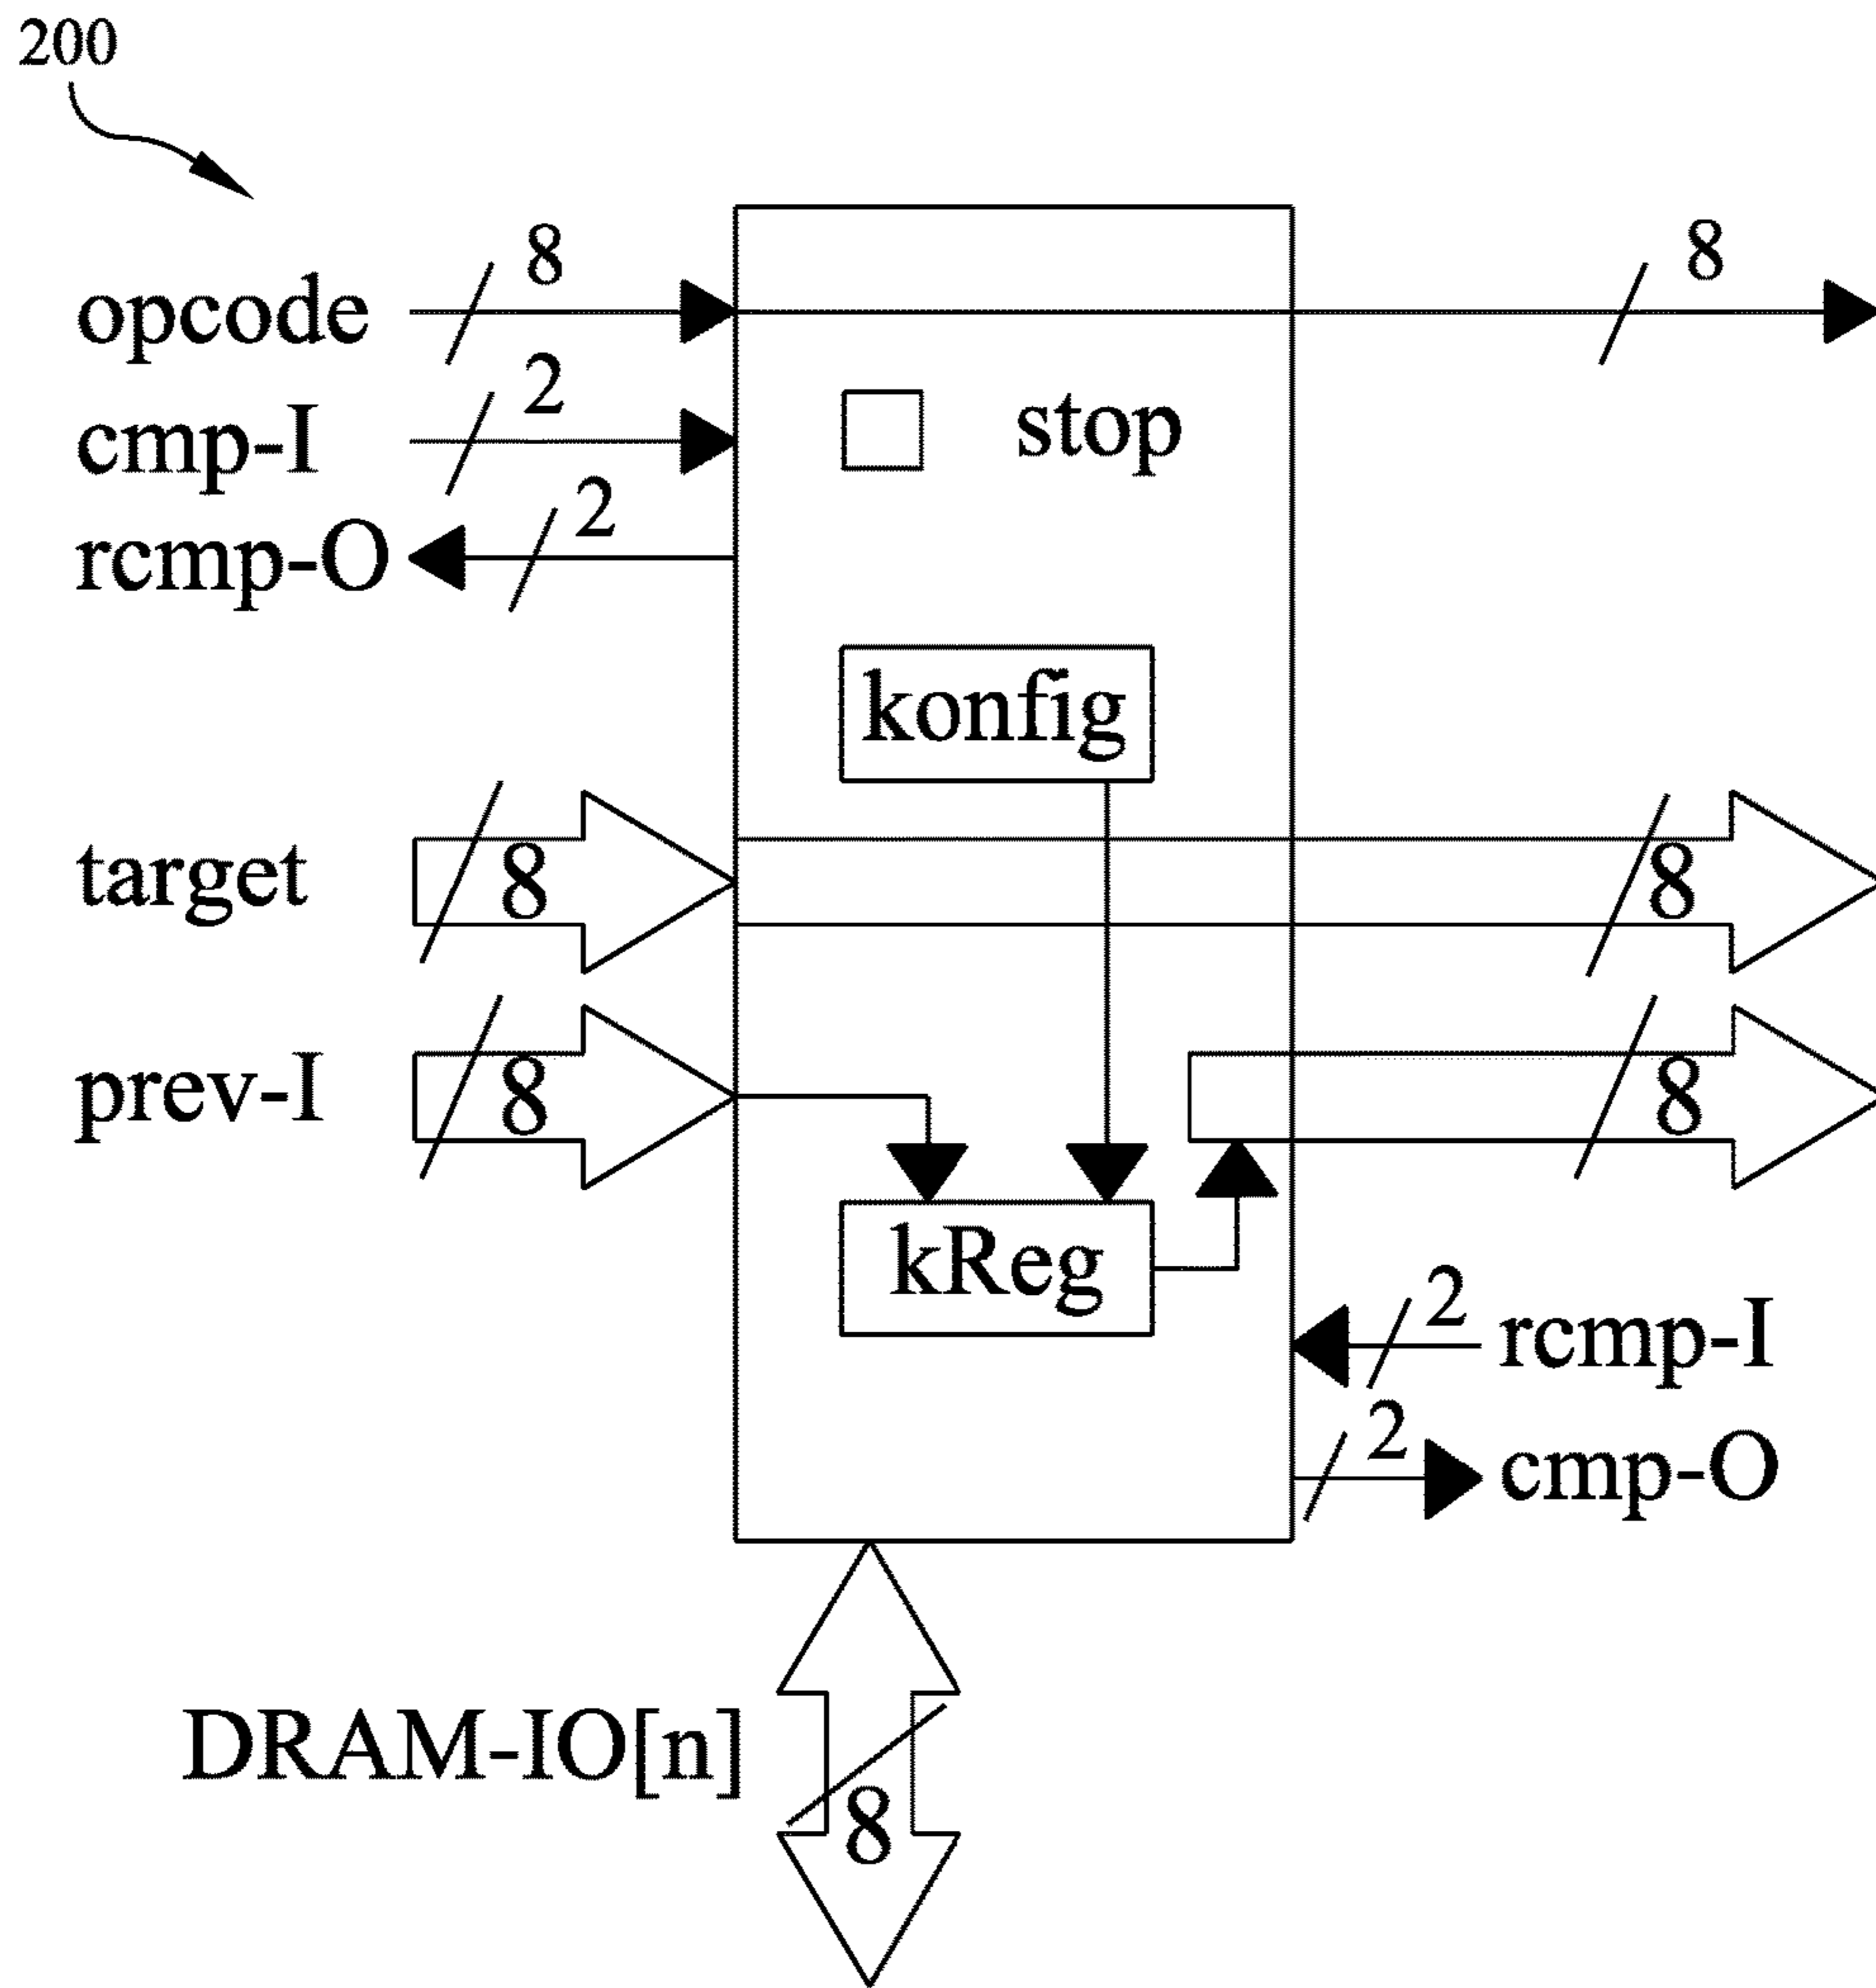 200
8
8
opcode
2
cmp-I
stop
2
rcmp-O
konfig
target
8
8
prev-I
8
8
kReg
2
rcmp-I
2
cmp-O
DRAM-IO[n]
8